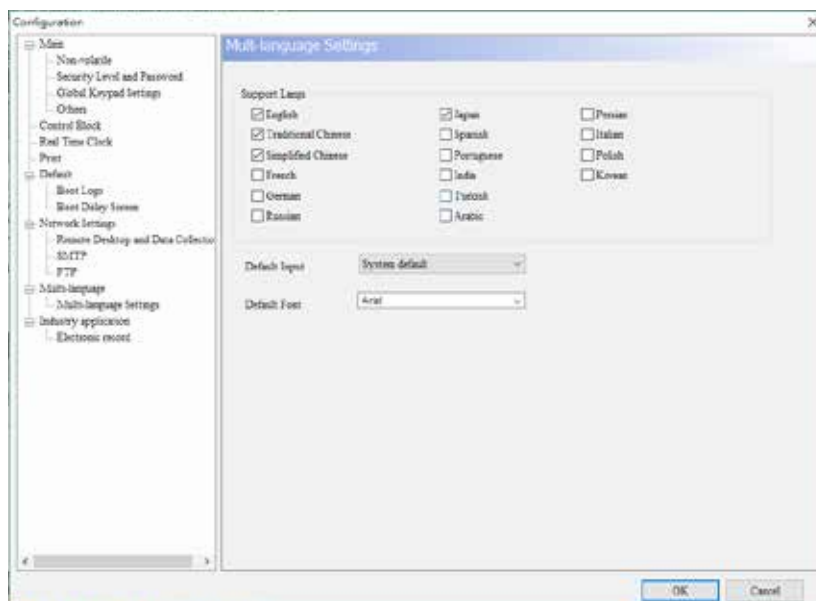 Configuration
Main
Non-volatile
Security Level and Password
Global Keypad Settings
Others
Control Block
Real Time Clock
Print
Default
Boot Logo
Boot Delay Screen
Network Settings
Remote Desktop and Data Collector
SMTP
FTP
Multi-language
Multi-language Settings
Industry application
Electronic record
Multi-language Settings
Support Langs
English
Japan
Persian
Traditional Chinese
Spanish
Italian
Simplified Chinese
Portuguese
Polish
French
India
Korean
German
Turkish
Russian
Arabic
Default Input
System default
Default Font
Arial
OK
Cancel